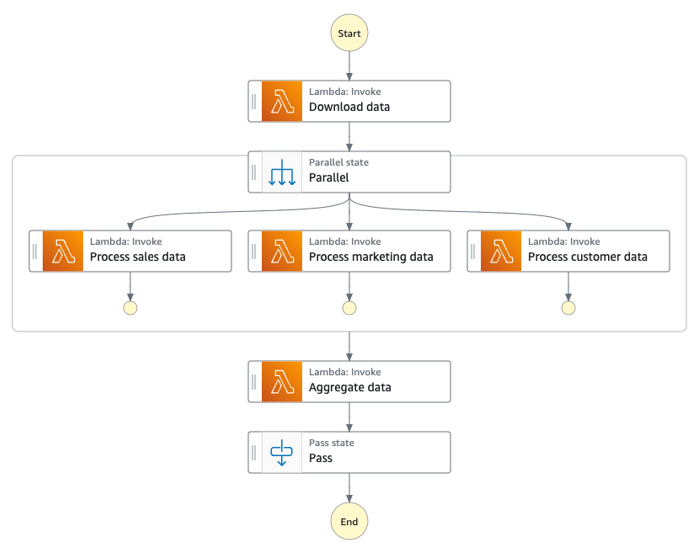 Start
Lambda: Invoke
Download data
Parallel state
Parallel
Lambda: Invoke
Process sales data
Lambda: Invoke
Process marketing data
Lambda: Invoke
Process customer data
Lambda: Invoke
Aggregate data
Pass state
Pass
End